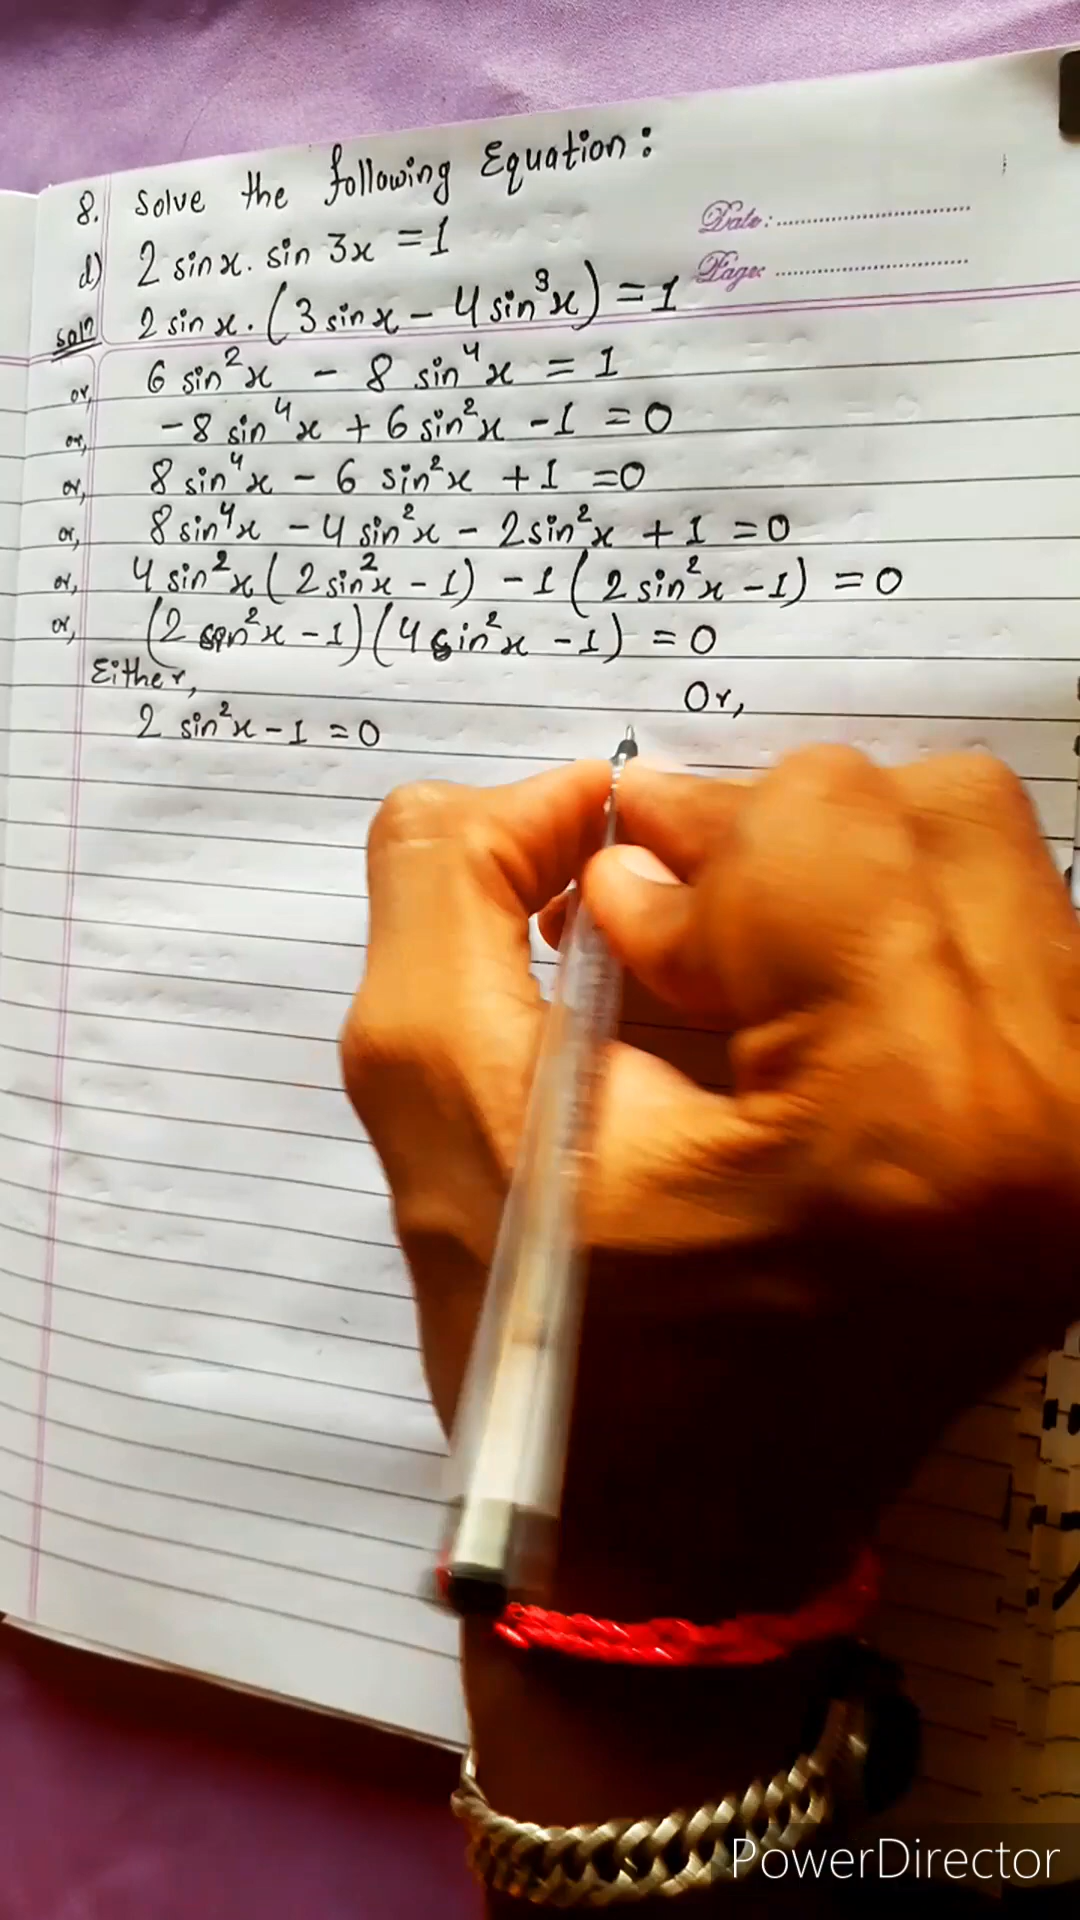 8. Solve the following Equation:
Date:
d) 2 sin x. sin 3x = 1
Page:
solⁿ 2 sin x. (3 sin x - 4 sin³x) = 1
or, 6 sin²x - 8 sin⁴x = 1
or, -8 sin⁴x + 6 sin²x - 1 = 0
or, 8 sin⁴x - 6 sin²x + 1 = 0
or, 8 sin⁴x - 4 sin²x - 2 sin²x + 1 = 0
or, 4 sin²x (2 sin²x - 1) - 1 (2 sin²x - 1) = 0
or, (2 sin²x - 1) (4 sin²x - 1) = 0
Either,
Or,
2 sin²x - 1 = 0
PowerDirector